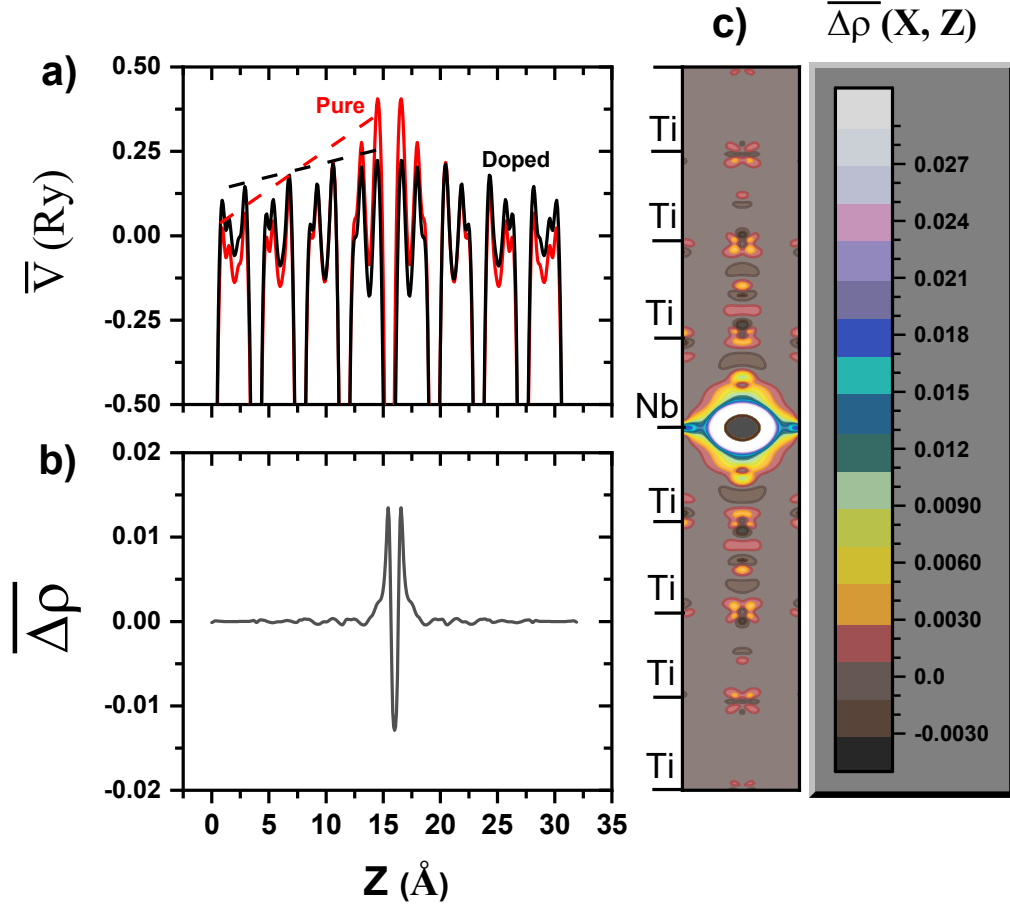 a)
0.50
0.25
0.00
-0.25
-0.50
V (Ry)
Pure
Doped
b)
0.02
0.01
0.00
-0.01
-0.02
Δρ
0 5 10 15 20 25 30 35
Z (Å)
c)
Ti
Ti
Ti
Nb
Ti
Ti
Ti
Ti
Δρ (X, Z)
0.027
0.024
0.021
0.018
0.015
0.012
0.0090
0.0060
0.0030
0.0
-0.0030